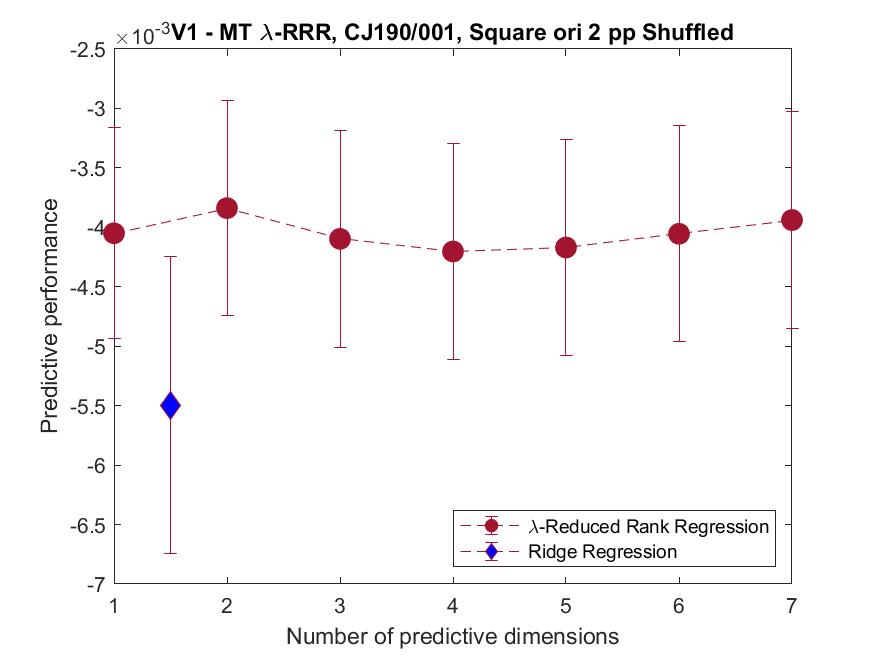 ×10⁻³
V1 - MT λ-RRR, CJ190/001, Square ori 2 pp Shuffled
-2.5
-3
-3.5
-4
-4.5
-5
-5.5
-6
-6.5
-7
Predictive performance
λ-Reduced Rank Regression
Ridge Regression
1 2 3 4 5 6 7
Number of predictive dimensions